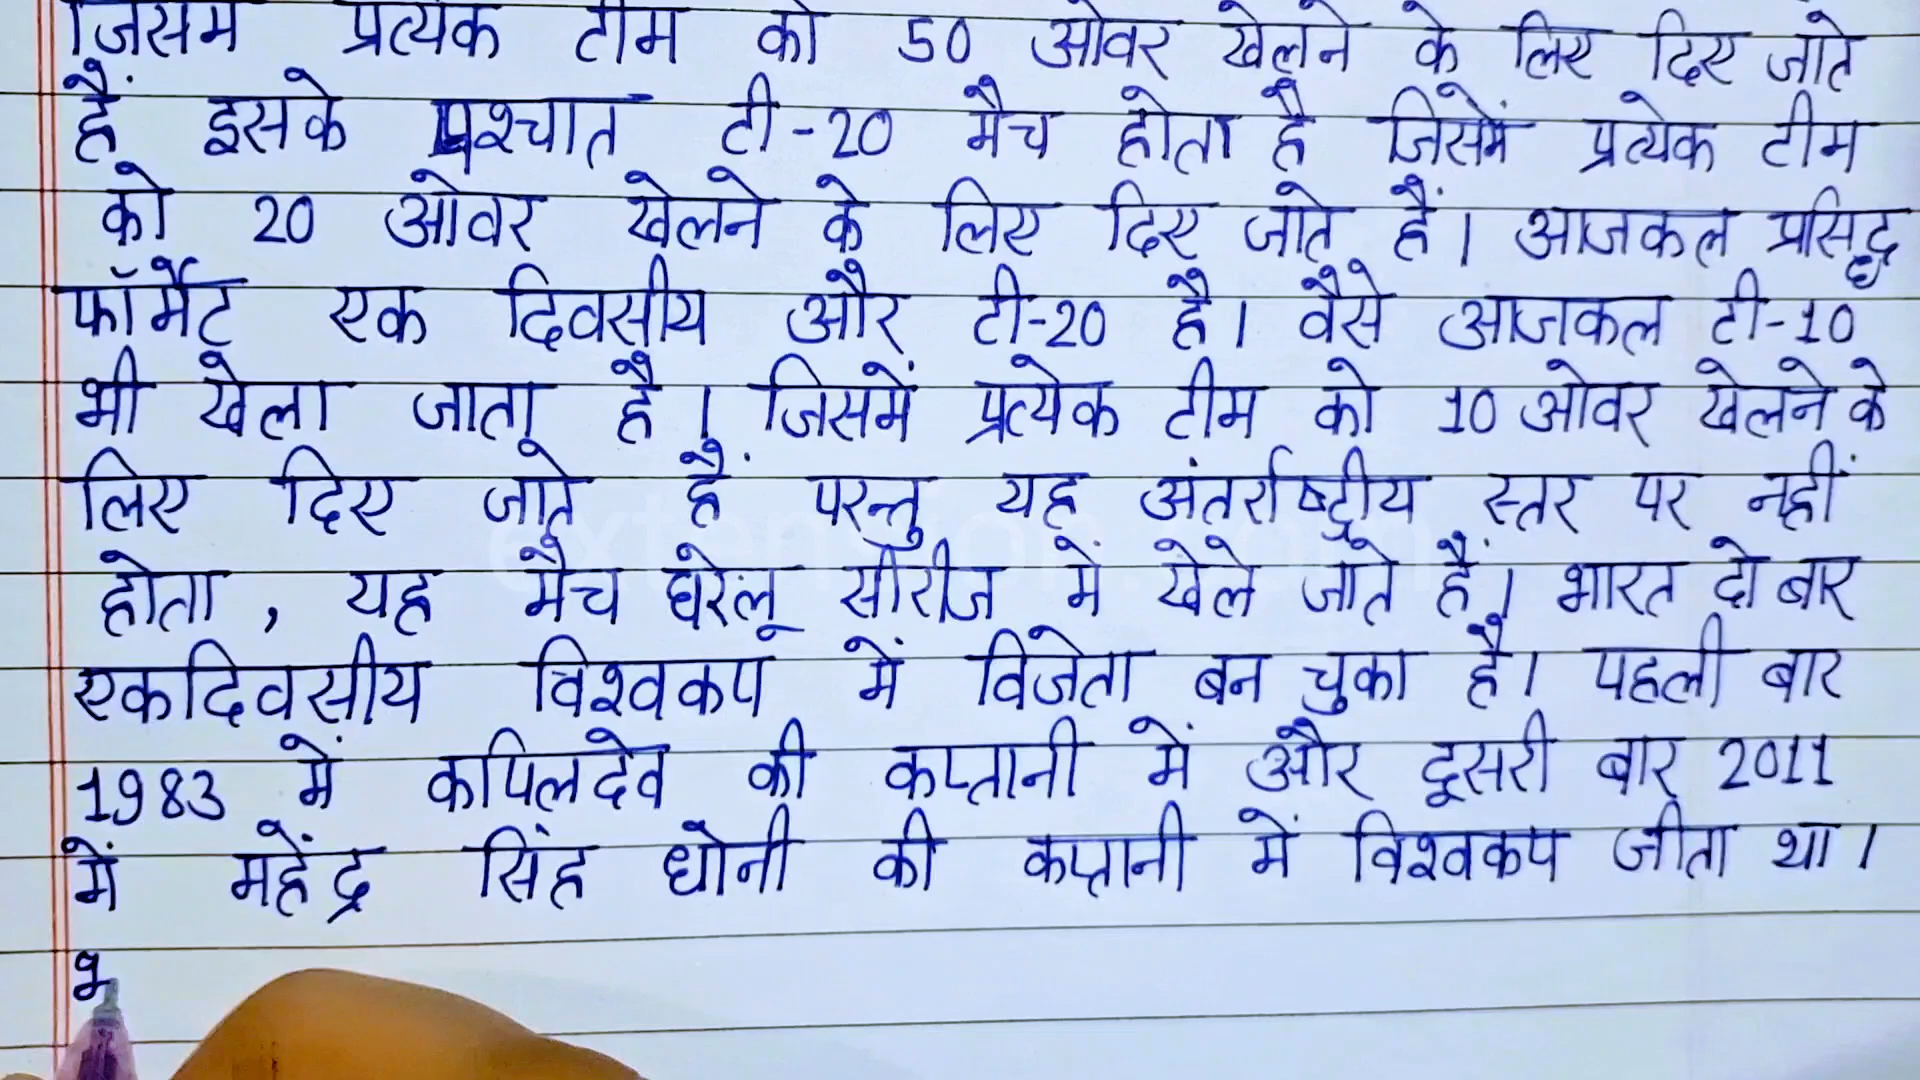 जिसमें प्रत्येक टीम को 50 ओवर खेलने के लिए दिए जाते
हैं इसके पश्चात टी-20 मैच होता है जिसमें प्रत्येक टीम
को 20 ओवर खेलने के लिए दिए जाते हैं। आजकल प्रसिद्ध
फॉर्मेट एक दिवसीय और टी-20 है। वैसे आजकल टी-10
भी खेला जाता है। जिसमें प्रत्येक टीम को 10 ओवर खेलने के
लिए दिए जाते हैं परन्तु यह अंतर्राष्ट्रीय स्तर पर नहीं
होता, यह मैच घरेलू सीरीज में खेले जाते हैं। भारत दो बार
एकदिवसीय विश्वकप में विजेता बन चुका है। पहली बार
1983 में कपिलदेव की कप्तानी में और दूसरी बार 2011
में महेंद्र सिंह धोनी की कप्तानी में विश्वकप जीता था।